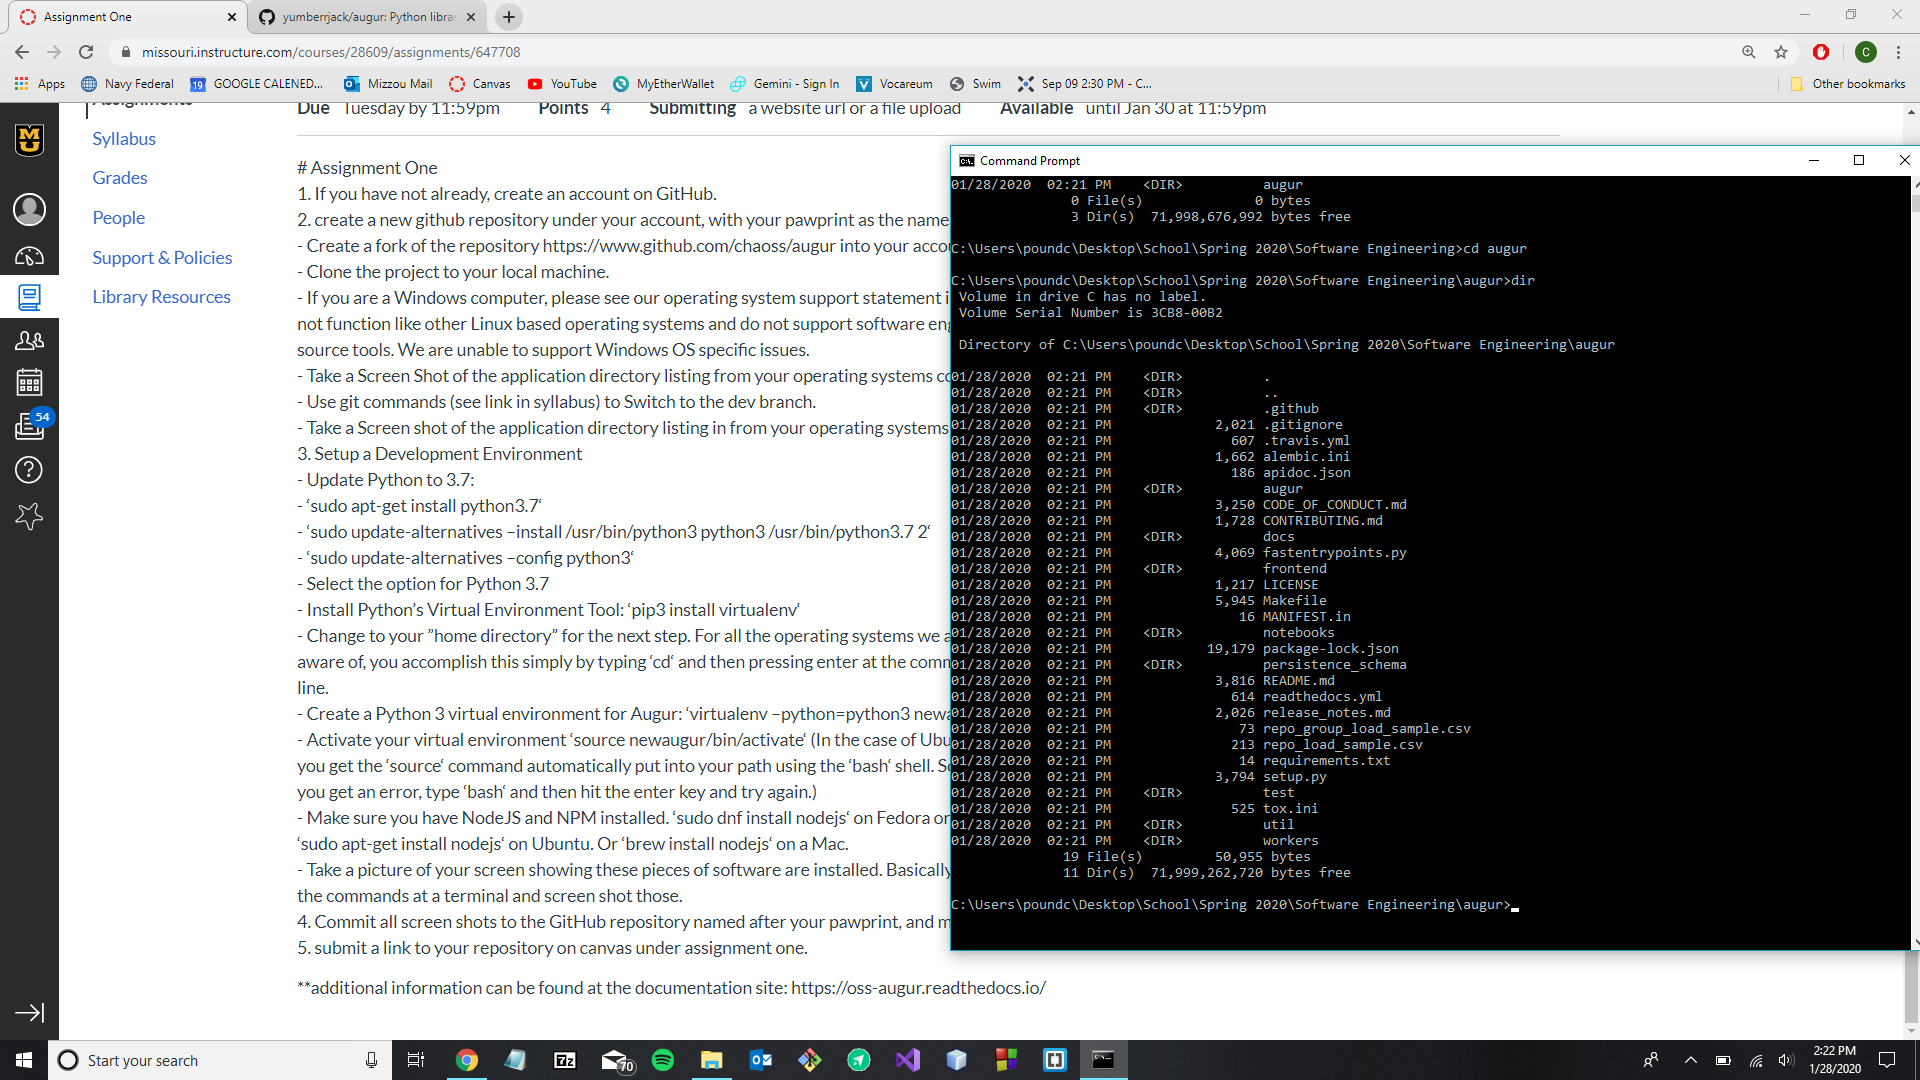 Assignment One
yumberrjack/augur: Python librar
missouri.instructure.com/courses/28609/assignments/647708
C
Apps
Navy Federal
19
GOOGLE CALENED...
Mizzou Mail
Canvas
YouTube
MyEtherWallet
Gemini - Sign In
Vocareum
Swim
Sep 09 2:30 PM - C...
Other bookmarks
Assignments
Syllabus
Grades
People
Support & Policies
Library Resources
54
Due Tuesday by 11:59pm Points 4 Submitting a website url or a file upload Available until Jan 30 at 11:59pm
# Assignment One
1. If you have not already, create an account on GitHub.
2. create a new github repository under your account, with your pawprint as the name
- Create a fork of the repository https://www.github.com/chaoss/augur into your accou
- Clone the project to your local machine.
- If you are a Windows computer, please see our operating system support statement i
not function like other Linux based operating systems and do not support software eng
source tools. We are unable to support Windows OS specific issues.
- Take a Screen Shot of the application directory listing from your operating systems co
- Use git commands (see link in syllabus) to Switch to the dev branch.
- Take a Screen shot of the application directory listing in from your operating systems
3. Setup a Development Environment
- Update Python to 3.7:
- ‘sudo apt-get install python3.7‘
- ‘sudo update-alternatives –install /usr/bin/python3 python3 /usr/bin/python3.7 2‘
- ‘sudo update-alternatives –config python3‘
- Select the option for Python 3.7
- Install Python’s Virtual Environment Tool: ‘pip3 install virtualenv‘
- Change to your ”home directory” for the next step. For all the operating systems we a
aware of, you accomplish this simply by typing ‘cd‘ and then pressing enter at the comm
line.
- Create a Python 3 virtual environment for Augur: ‘virtualenv –python=python3 newa
- Activate your virtual environment ‘source newaugur/bin/activate‘ (In the case of Ubu
you get the ‘source‘ command automatically put into your path using the ‘bash‘ shell. S
you get an error, type ‘bash‘ and then hit the enter key and try again.)
- Make sure you have NodeJS and NPM installed. ‘sudo dnf install nodejs‘ on Fedora or
‘sudo apt-get install nodejs‘ on Ubuntu. Or ‘brew install nodejs‘ on a Mac.
- Take a picture of your screen showing these pieces of software are installed. Basically
the commands at a terminal and screen shot those.
4. Commit all screen shots to the GitHub repository named after your pawprint, and m
5. submit a link to your repository on canvas under assignment one.
**additional information can be found at the documentation site: https://oss-augur.readthedocs.io/
Command Prompt
01/28/2020 02:21 PM <DIR> augur
0 File(s) 0 bytes
3 Dir(s) 71,998,676,992 bytes free
C:\Users\poundc\Desktop\School\Spring 2020\Software Engineering>cd augur
C:\Users\poundc\Desktop\School\Spring 2020\Software Engineering\augur>dir
Volume in drive C has no label.
Volume Serial Number is 3CB8-00B2
Directory of C:\Users\poundc\Desktop\School\Spring 2020\Software Engineering\augur
01/28/2020 02:21 PM <DIR> .
01/28/2020 02:21 PM <DIR> ..
01/28/2020 02:21 PM <DIR> .github
01/28/2020 02:21 PM 2,021 .gitignore
01/28/2020 02:21 PM 607 .travis.yml
01/28/2020 02:21 PM 1,662 alembic.ini
01/28/2020 02:21 PM 186 apidoc.json
01/28/2020 02:21 PM <DIR> augur
01/28/2020 02:21 PM 3,250 CODE_OF_CONDUCT.md
01/28/2020 02:21 PM 1,728 CONTRIBUTING.md
01/28/2020 02:21 PM <DIR> docs
01/28/2020 02:21 PM 4,069 fastentrypoints.py
01/28/2020 02:21 PM <DIR> frontend
01/28/2020 02:21 PM 1,217 LICENSE
01/28/2020 02:21 PM 5,945 Makefile
01/28/2020 02:21 PM 16 MANIFEST.in
01/28/2020 02:21 PM <DIR> notebooks
01/28/2020 02:21 PM 19,179 package-lock.json
01/28/2020 02:21 PM <DIR> persistence_schema
01/28/2020 02:21 PM 3,816 README.md
01/28/2020 02:21 PM 614 readthedocs.yml
01/28/2020 02:21 PM 2,026 release_notes.md
01/28/2020 02:21 PM 73 repo_group_load_sample.csv
01/28/2020 02:21 PM 213 repo_load_sample.csv
01/28/2020 02:21 PM 14 requirements.txt
01/28/2020 02:21 PM 3,794 setup.py
01/28/2020 02:21 PM <DIR> test
01/28/2020 02:21 PM 525 tox.ini
01/28/2020 02:21 PM <DIR> util
01/28/2020 02:21 PM <DIR> workers
19 File(s) 50,955 bytes
11 Dir(s) 71,999,262,720 bytes free
C:\Users\poundc\Desktop\School\Spring 2020\Software Engineering\augur>
Start your search
70
2:22 PM
1/28/2020